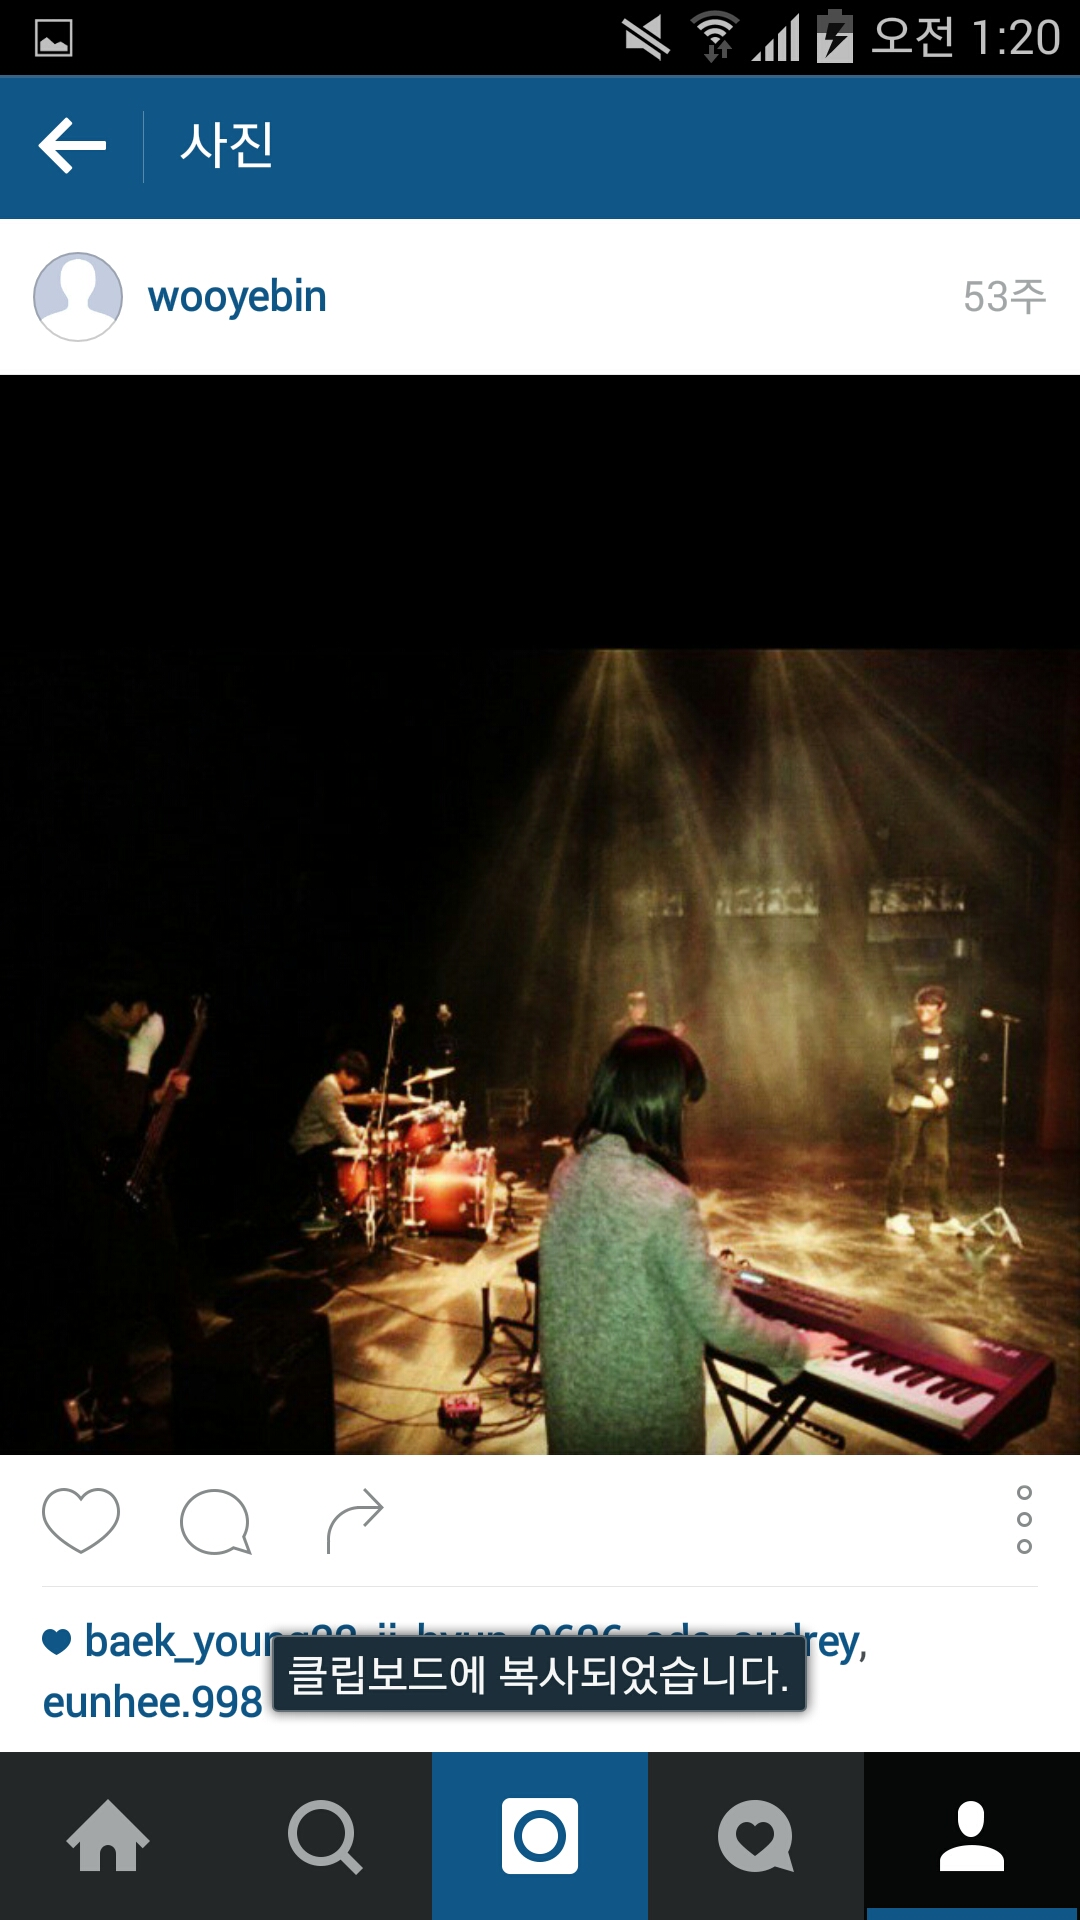 오전 1:20
사진
wooyebin
53주
baek_young
rey,
클립보드에 복사되었습니다.
eunhee.998